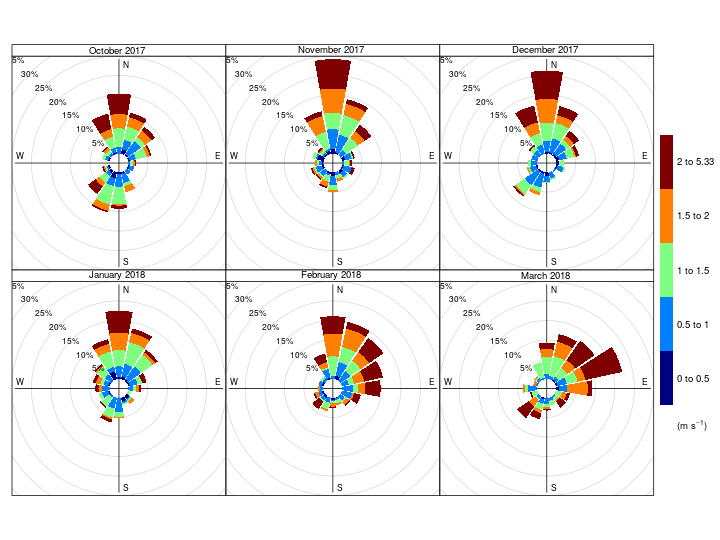 October 2017
November 2017
December 2017
5% N
30%
25%
20%
15%
10%
5%
W E
S
5%
30%
25%
20%
15%
10%
5%
W E
S
5% N
30%
25%
20%
15%
10%
5%
W E
S
January 2018
February 2018
March 2018
5% N
30%
25%
20%
15%
10%
5%
W E
S
5% N
30%
25%
20%
15%
10%
5%
W E
S
5% N
30%
25%
20%
15%
10%
5%
W E
S
2 to 5.33
1.5 to 2
1 to 1.5
0.5 to 1
0 to 0.5
(m s⁻¹)